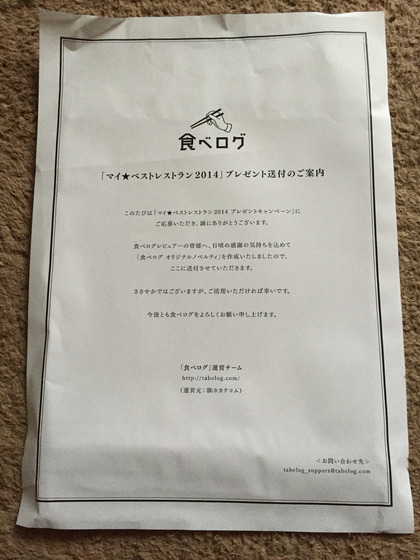 食べログ
「マイ★ベストレストラン2014」プレゼント送付のご案内
このたびは「マイ★ベストレストラン2014 プレゼントキャンペーン」に
ご応募いただき、誠にありがとうございます。
食べログレビュアーの皆様へ、日頃の感謝の気持ちを込めて
「食べログ オリジナルノベルティ」を作成いたしましたので、
ここに送付させていただきます。
ささやかではございますが、ご活用いただければ幸いです。
今後とも食べログをよろしくお願い申し上げます。
「食べログ」運営チーム
http://tabelog.com/
(運営元：㈱カカクコム)
＜お問い合わせ先＞
tabelog_support@tabelog.com